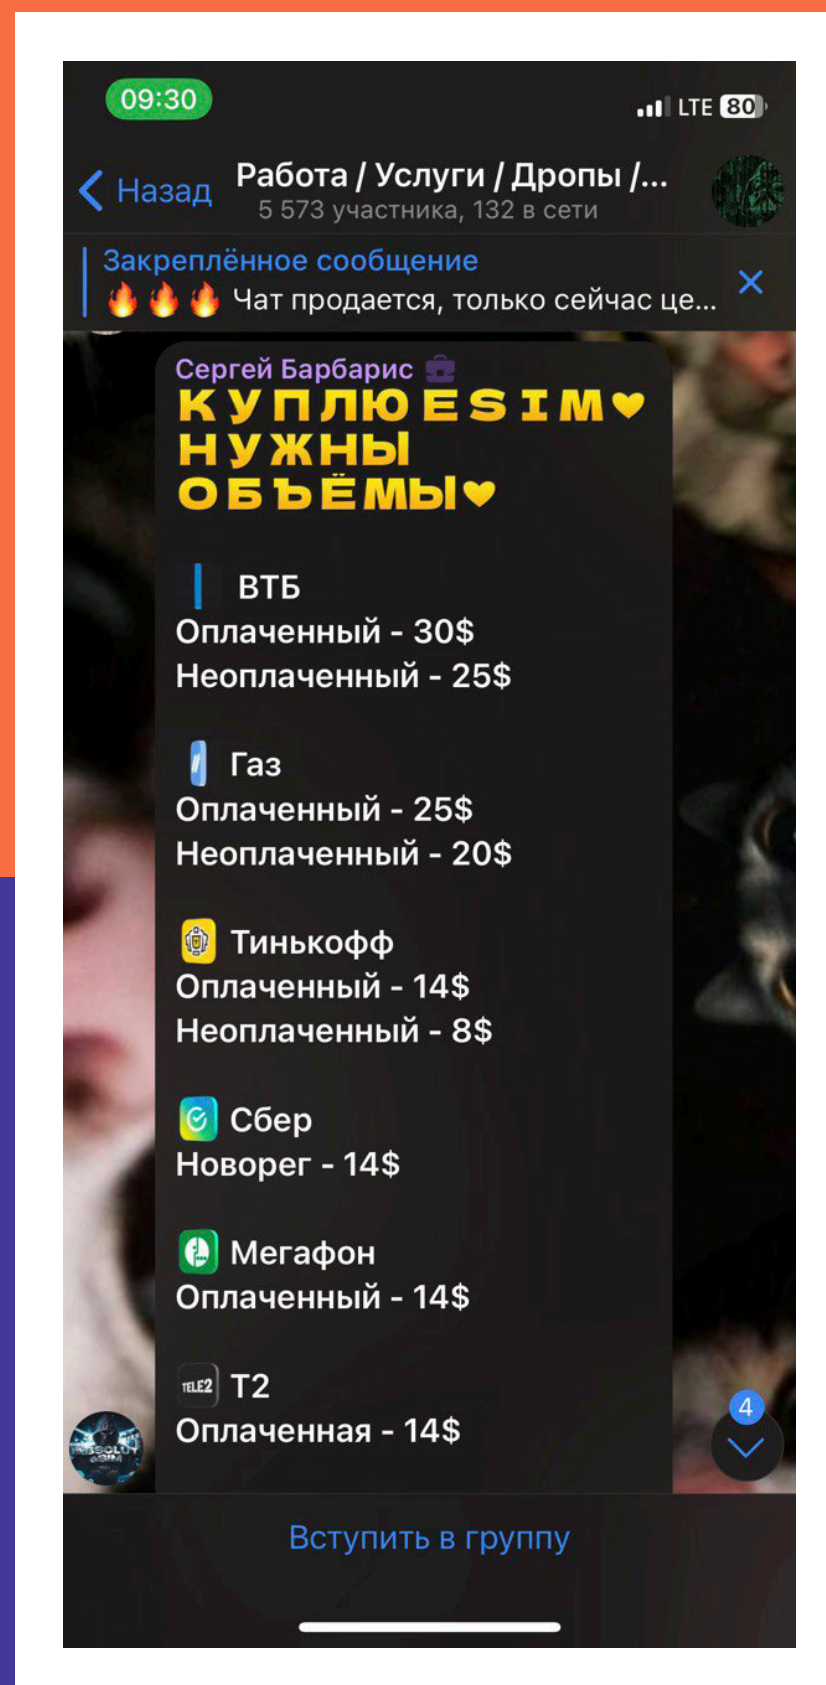 09:30
LTE 80
Назад
Работа / Услуги / Дропы /...
5 573 участника, 132 в сети
Закреплённое сообщение
🔥🔥🔥 Чат продается, только сейчас це...
Сергей Барбарис
КУПЛЮ ESIM
НУЖНЫ
ОБЪЁМЫ
ВТБ
Оплаченный - 30$
Неоплаченный - 25$
Газ
Оплаченный - 25$
Неоплаченный - 20$
Тинькофф
Оплаченный - 14$
Неоплаченный - 8$
Сбер
Новорег - 14$
Мегафон
Оплаченный - 14$
TELE2 Т2
Оплаченная - 14$
4
Вступить в группу